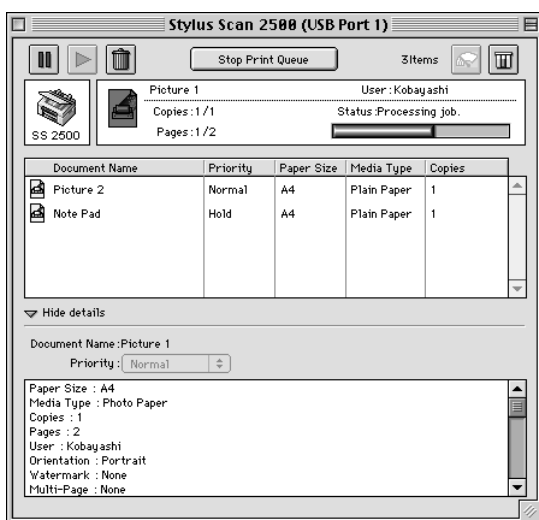 Stylus Scan 2500 (USB Port 1)
Stop Print Queue
3Items
SS 2500
Picture 1
User:Kobayashi
Copies:1/1
Status:Processing job.
Pages:1/2
Document Name Priority Paper Size Media Type Copies
Picture 2 Normal A4 Plain Paper 1
Note Pad Hold A4 Plain Paper 1
Hide details
Document Name:Picture 1
Priority: Normal
Paper Size : A4
Media Type : Photo Paper
Copies : 1
Pages : 2
User : Kobayashi
Orientation : Portrait
Watermark : None
Multi-Page : None